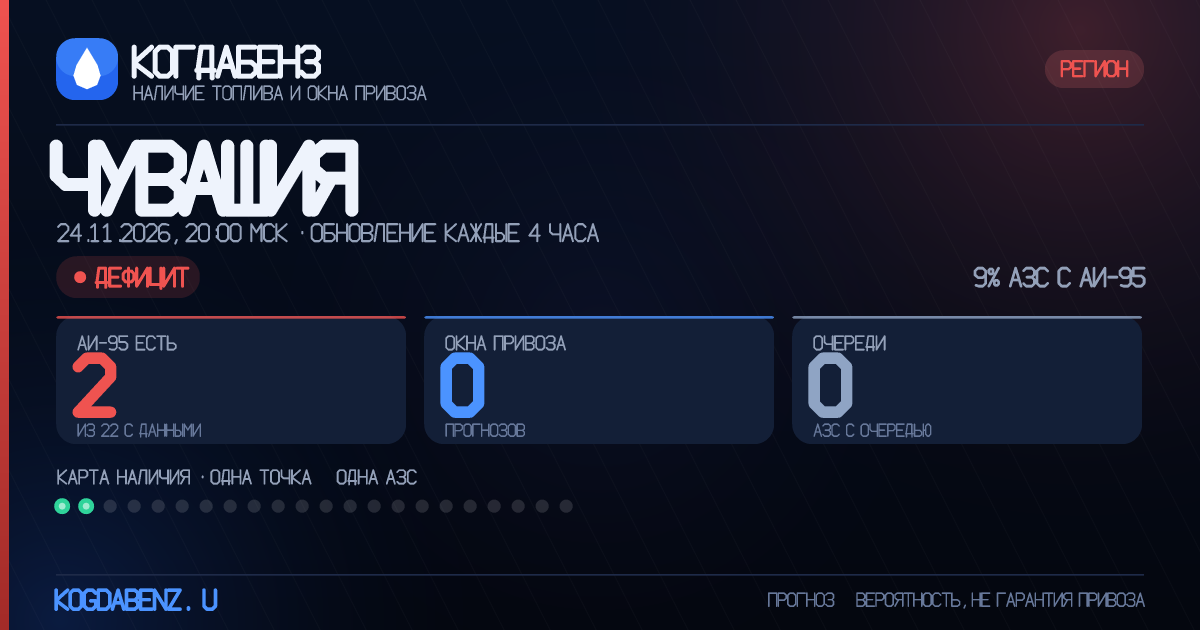 КОГДАБЕНЗ
НАЛИЧИЕ ТОПЛИВА И ОКНА ПРИВОЗА
РЕГИОН
ЧУВАШИЯ
24.11.2026, 20:00 МСК · ОБНОВЛЕНИЕ КАЖДЫЕ 4 ЧАСА
ДЕФИЦИТ
9% АЗС С АИ-95
АИ-95 ЕСТЬ
2
ИЗ 22 С ДАННЫМИ
ОКНА ПРИВОЗА
0
ПРОГНОЗОВ
ОЧЕРЕДИ
0
АЗС С ОЧЕРЕДЬЮ
КАРТА НАЛИЧИЯ · ОДНА ТОЧКА ОДНА АЗС
KOGDABENZ. U
ПРОГНОЗ ВЕРОЯТНОСТЬ, НЕ ГАРАНТИЯ ПРИВОЗА